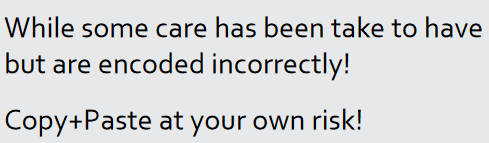 While some care has been take to have
but are encoded incorrectly!
Copy+Paste at your own risk!